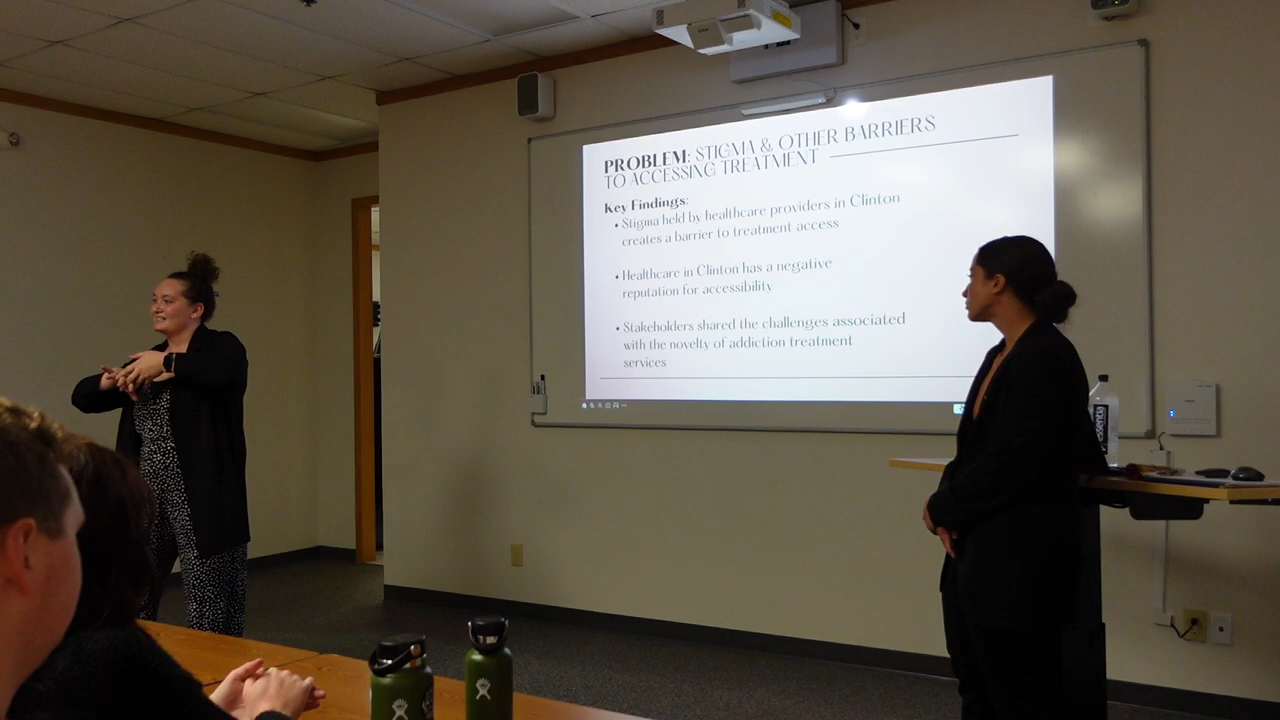 PROBLEM: STIGMA & OTHER BARRIERS
TO ACCESSING TREATMENT
Key Findings:
• Stigma held by healthcare providers in Clinton
creates a barrier to treatment access
• Healthcare in Clinton has a negative
reputation for accessibility
• Stakeholders shared the challenges associated
with the novelty of addiction treatment
services
essentia